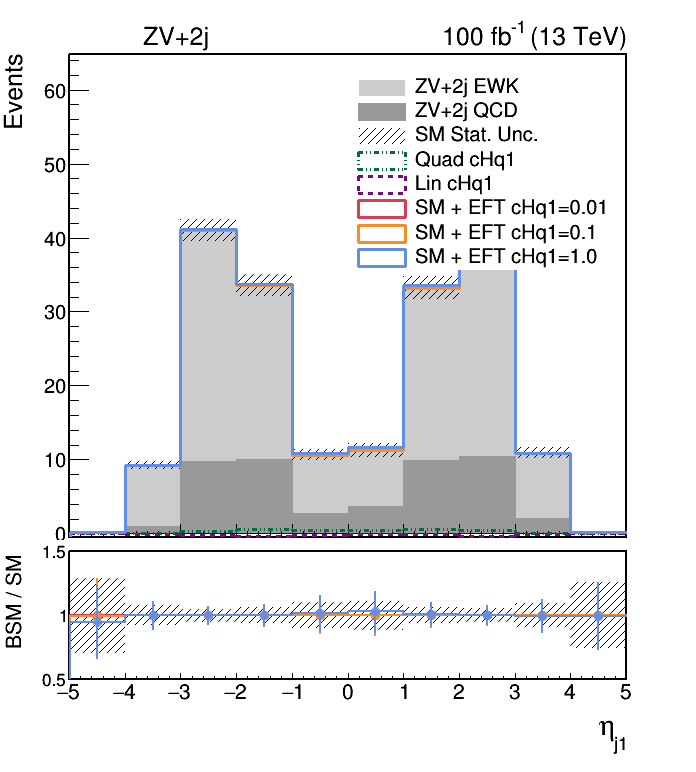 ZV+2j 100 fb⁻¹ (13 TeV)
Events
ZV+2j EWK
ZV+2j QCD
SM Stat. Unc.
Quad cHq1
Lin cHq1
SM + EFT cHq1=0.01
SM + EFT cHq1=0.1
SM + EFT cHq1=1.0
60
50
40
30
20
10
0
BSM / SM
1.5
1
0.5
−5 −4 −3 −2 −1 0 1 2 3 4 5
η_j1